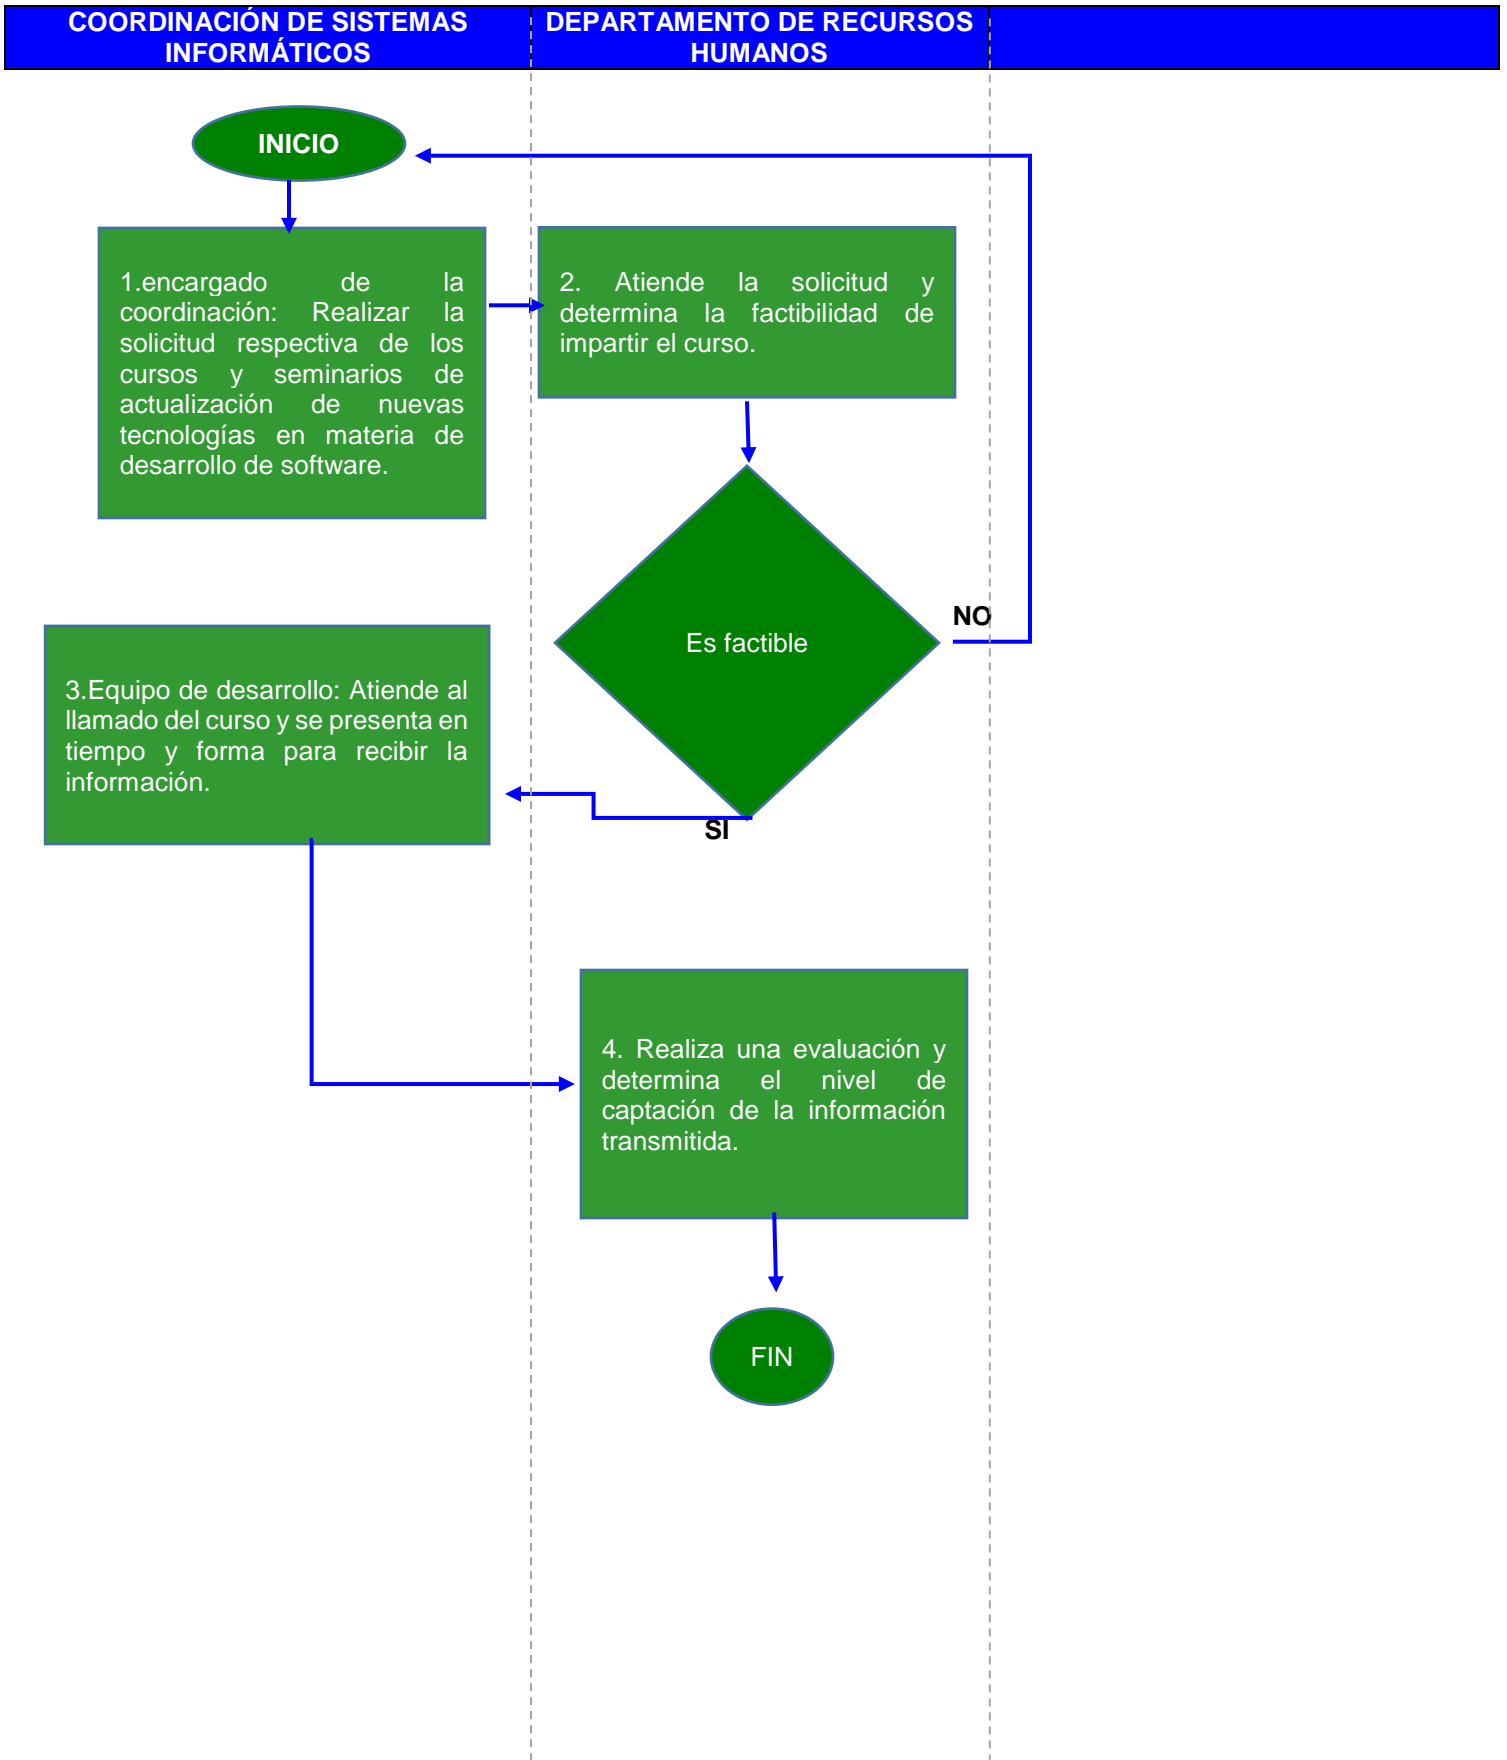 COORDINACIÓN DE SISTEMAS
INFORMÁTICOS
DEPARTAMENTO DE RECURSOS
HUMANOS
INICIO
1.encargado de la
coordinación: Realizar la
solicitud respectiva de los
cursos y seminarios de
actualización de nuevas
tecnologías en materia de
desarrollo de software.
2. Atiende la solicitud y
determina la factibilidad de
impartir el curso.
Es factible
NO
SI
3.Equipo de desarrollo: Atiende al
llamado del curso y se presenta en
tiempo y forma para recibir la
información.
4. Realiza una evaluación y
determina el nivel de
captación de la información
transmitida.
FIN